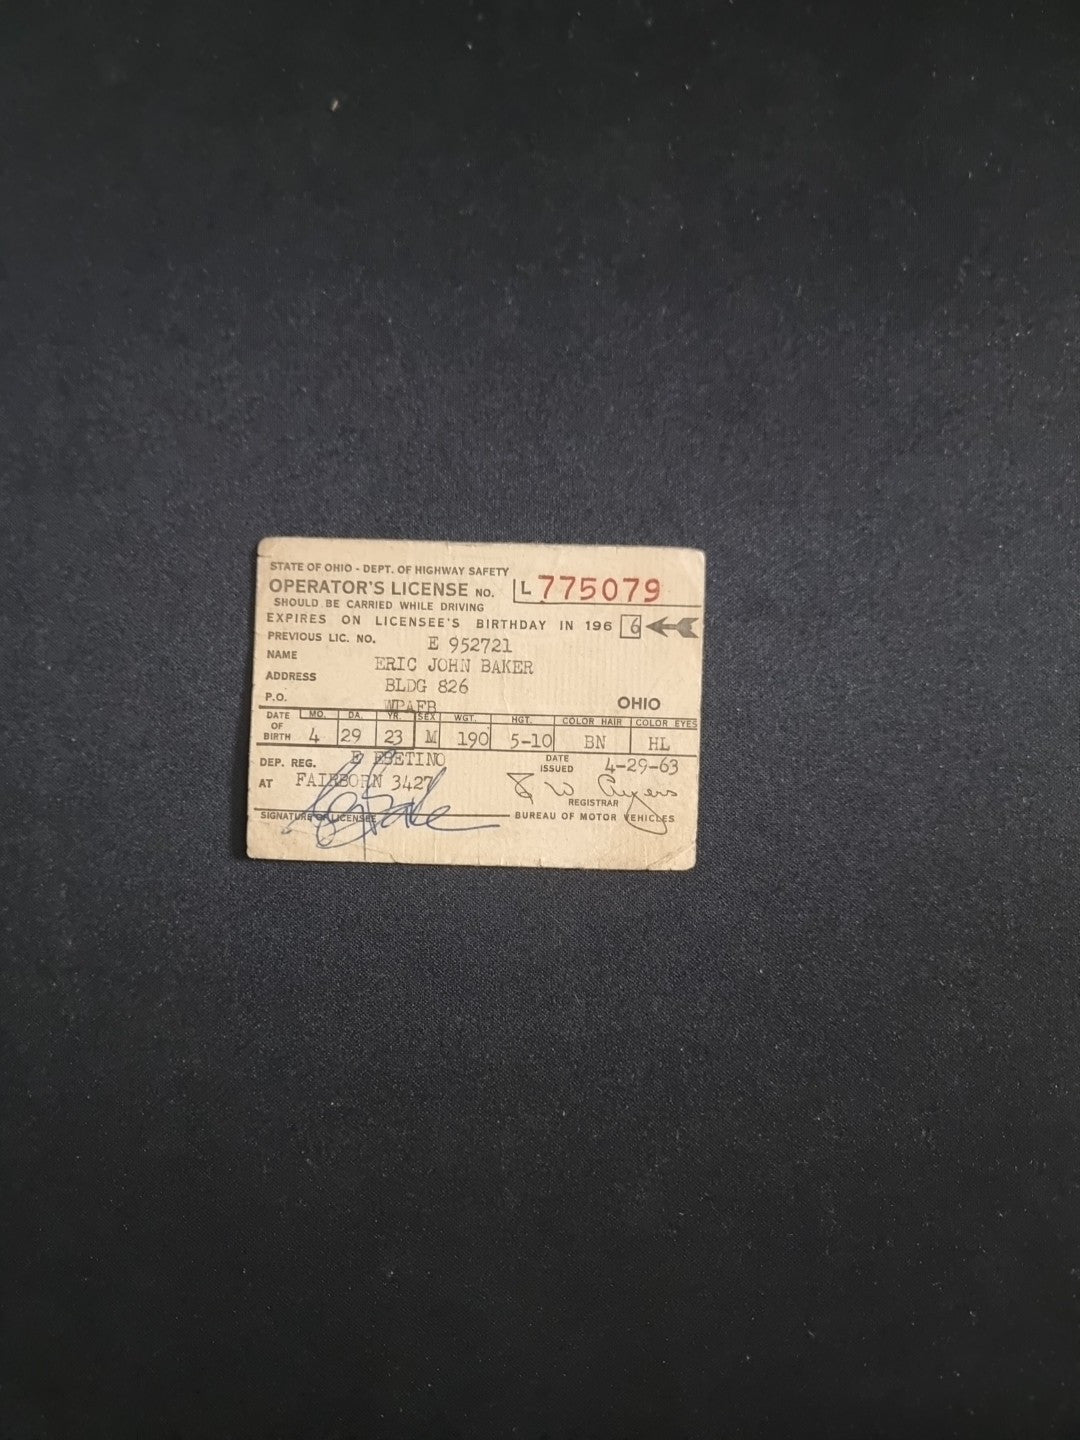 STATE OF OHIO - DEPT. OF HIGHWAY SAFETY
OPERATOR'S LICENSE NO. L 775079
SHOULD BE CARRIED WHILE DRIVING
EXPIRES ON LICENSEE'S BIRTHDAY IN 196 6
PREVIOUS LIC. NO. E 952721
NAME ERIC JOHN BAKER
ADDRESS BLDG 826
P.O. WPAFB OHIO
DATE OF BIRTH MO. DA. YR. SEX WGT. HGT. COLOR HAIR COLOR EYES
4 29 23 M 190 5-10 BN HL
DEP. REG. E EBETINO DATE ISSUED 4-29-63
AT FAIRBORN 3427
REGISTRAR
SIGNATURE OF LICENSEE BUREAU OF MOTOR VEHICLES